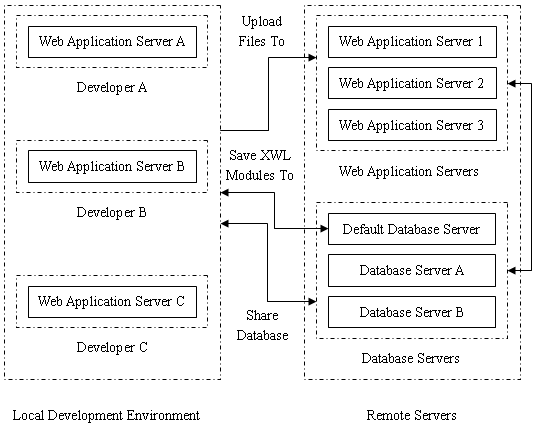 Web Application Server A
Developer A
Web Application Server B
Developer B
Web Application Server C
Developer C
Local Development Environment
Upload
Files To
Save XWL
Modules To
Share
Database
Web Application Server 1
Web Application Server 2
Web Application Server 3
Web Application Servers
Default Database Server
Database Server A
Database Server B
Database Servers
Remote Servers